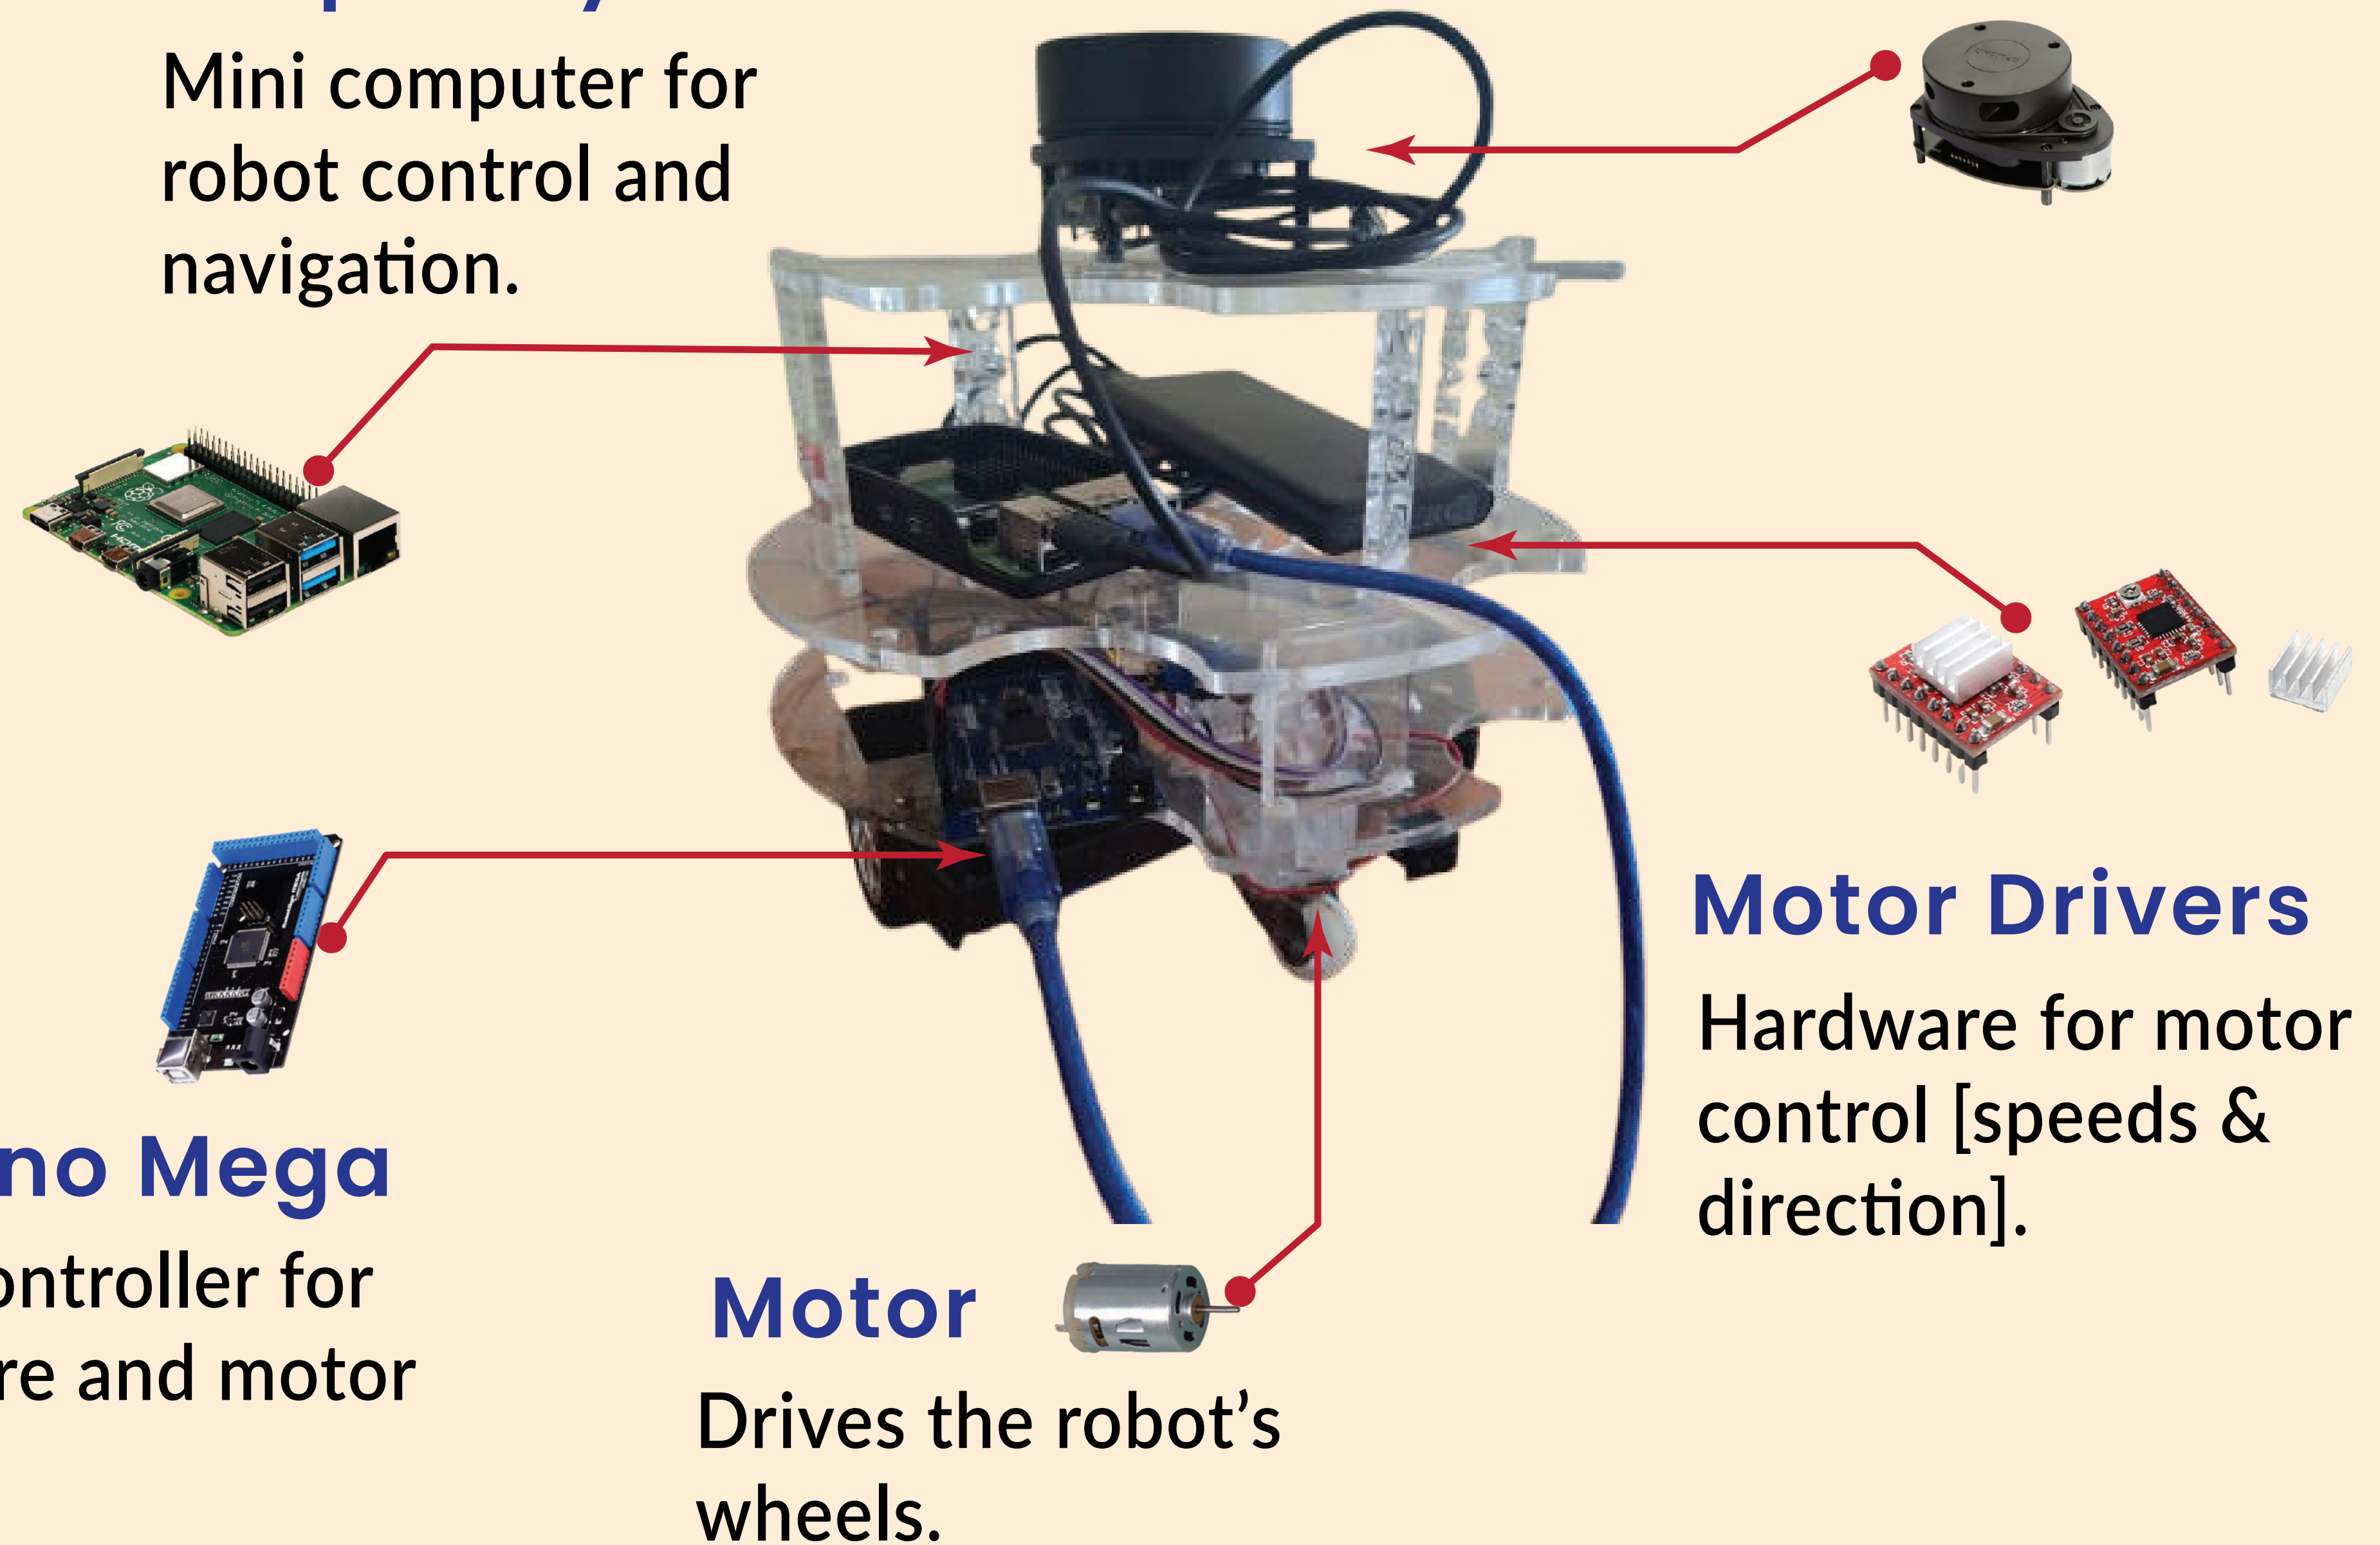 Mini computer for
robot control and
navigation.
Motor Drivers
Hardware for motor
control [speeds &
direction].
no Mega
ontroller for
re and motor
Motor
Drives the robot’s
wheels.